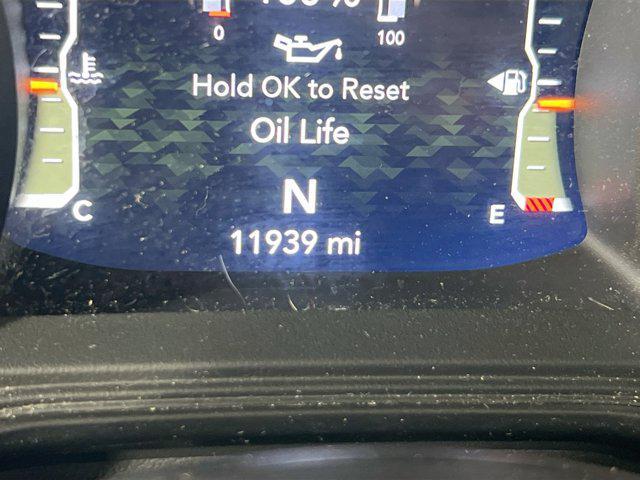 0
100
Hold OK to Reset
Oil Life
N
C
E
11939 mi